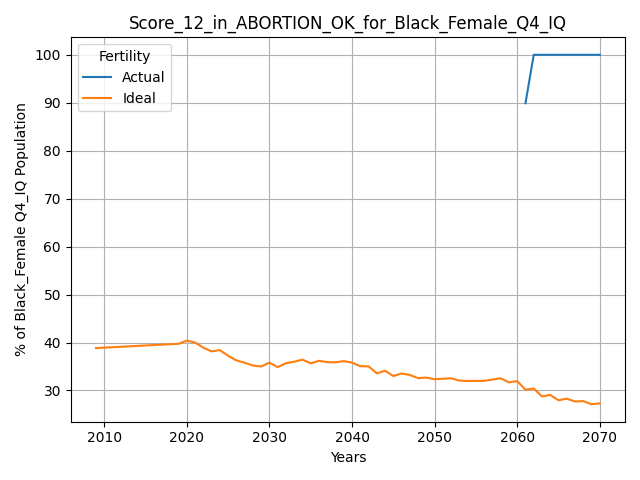 Score_12_in_ABORTION_OK_for_Black_Female_Q4_IQ
Fertility
Actual
Ideal
100
90
80
70
60
50
40
30
% of Black_Female Q4_IQ Population
2010 2020 2030 2040 2050 2060 2070
Years